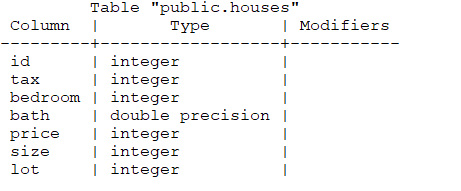 Table "public.houses"
Column | Type | Modifiers
---------+------------------+-----------
id | integer |
tax | integer |
bedroom | integer |
bath | double precision |
price | integer |
size | integer |
lot | integer |